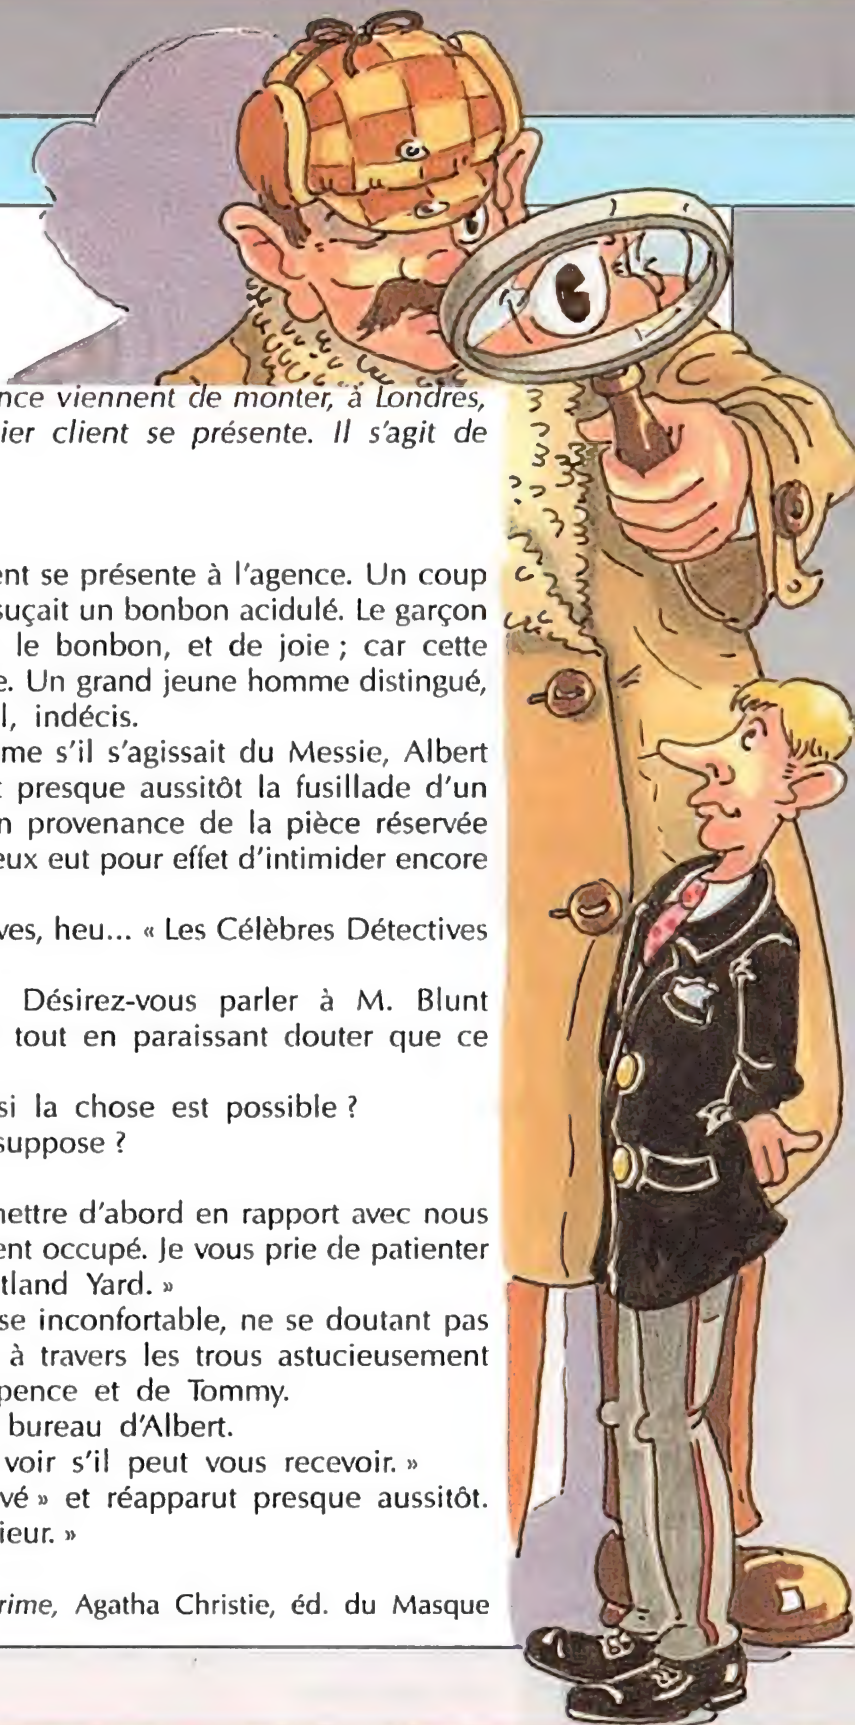 nce viennent de monter, à Londres,
ier client se présente. Il s'agit de
ent se présente à l'agence. Un coup
suçait un bonbon acidulé. Le garçon
le bonbon, et de joie ; car cette
e. Un grand jeune homme distingué,
l, indécis.
me s'il s'agissait du Messie, Albert
t presque aussitôt la fusillade d'un
n provenance de la pièce réservée
eux eut pour effet d'intimider encore
ves, heu... « Les Célèbres Détectives
Désirez-vous parler à M. Blunt
tout en paraissant douter que ce
si la chose est possible ?
suppose ?
nettre d'abord en rapport avec nous
ent occupé. Je vous prie de patienter
tland Yard. »
se inconfortable, ne se doutant pas
à travers les trous astucieusement
pence et de Tommy.
bureau d'Albert.
voir s'il peut vous recevoir. »
vé » et réapparut presque aussitôt.
ieur. »
rime, Agatha Christie, éd. du Masque